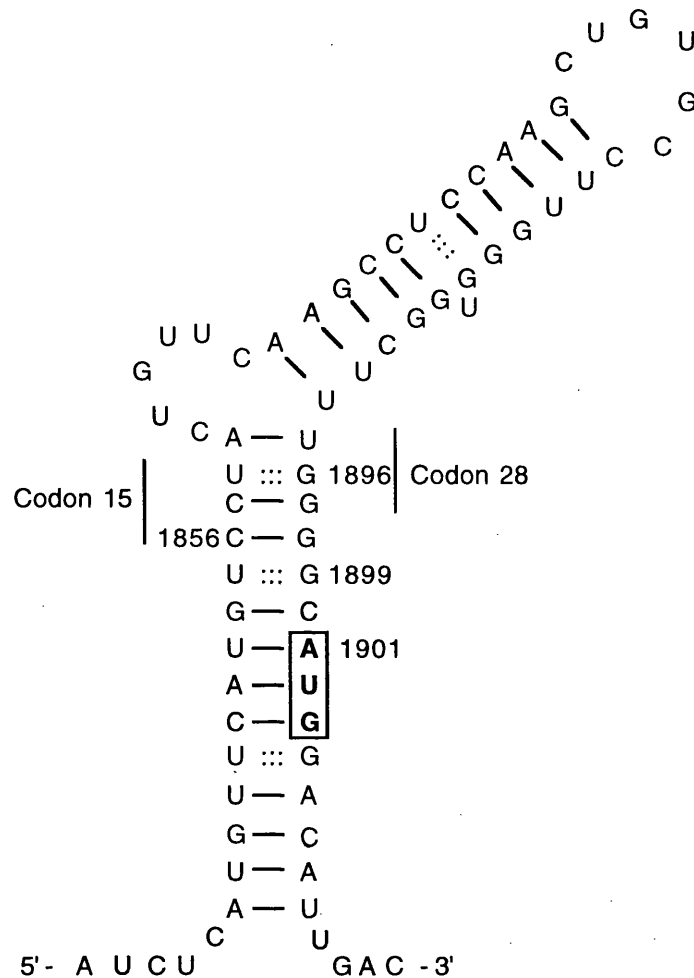 C U G U G C
C U U G G G U G G C U U
A A G C C U C C A A G
U G U U C
C
A — U
U ::: G 1896
Codon 15
Codon 28
C — G
1856 C — G
U ::: G 1899
G — C
U — A 1901
A — U
C — G
U ::: G
U — A
G — C
U — A
A — U
C U
5'- A U C U GAC -3'